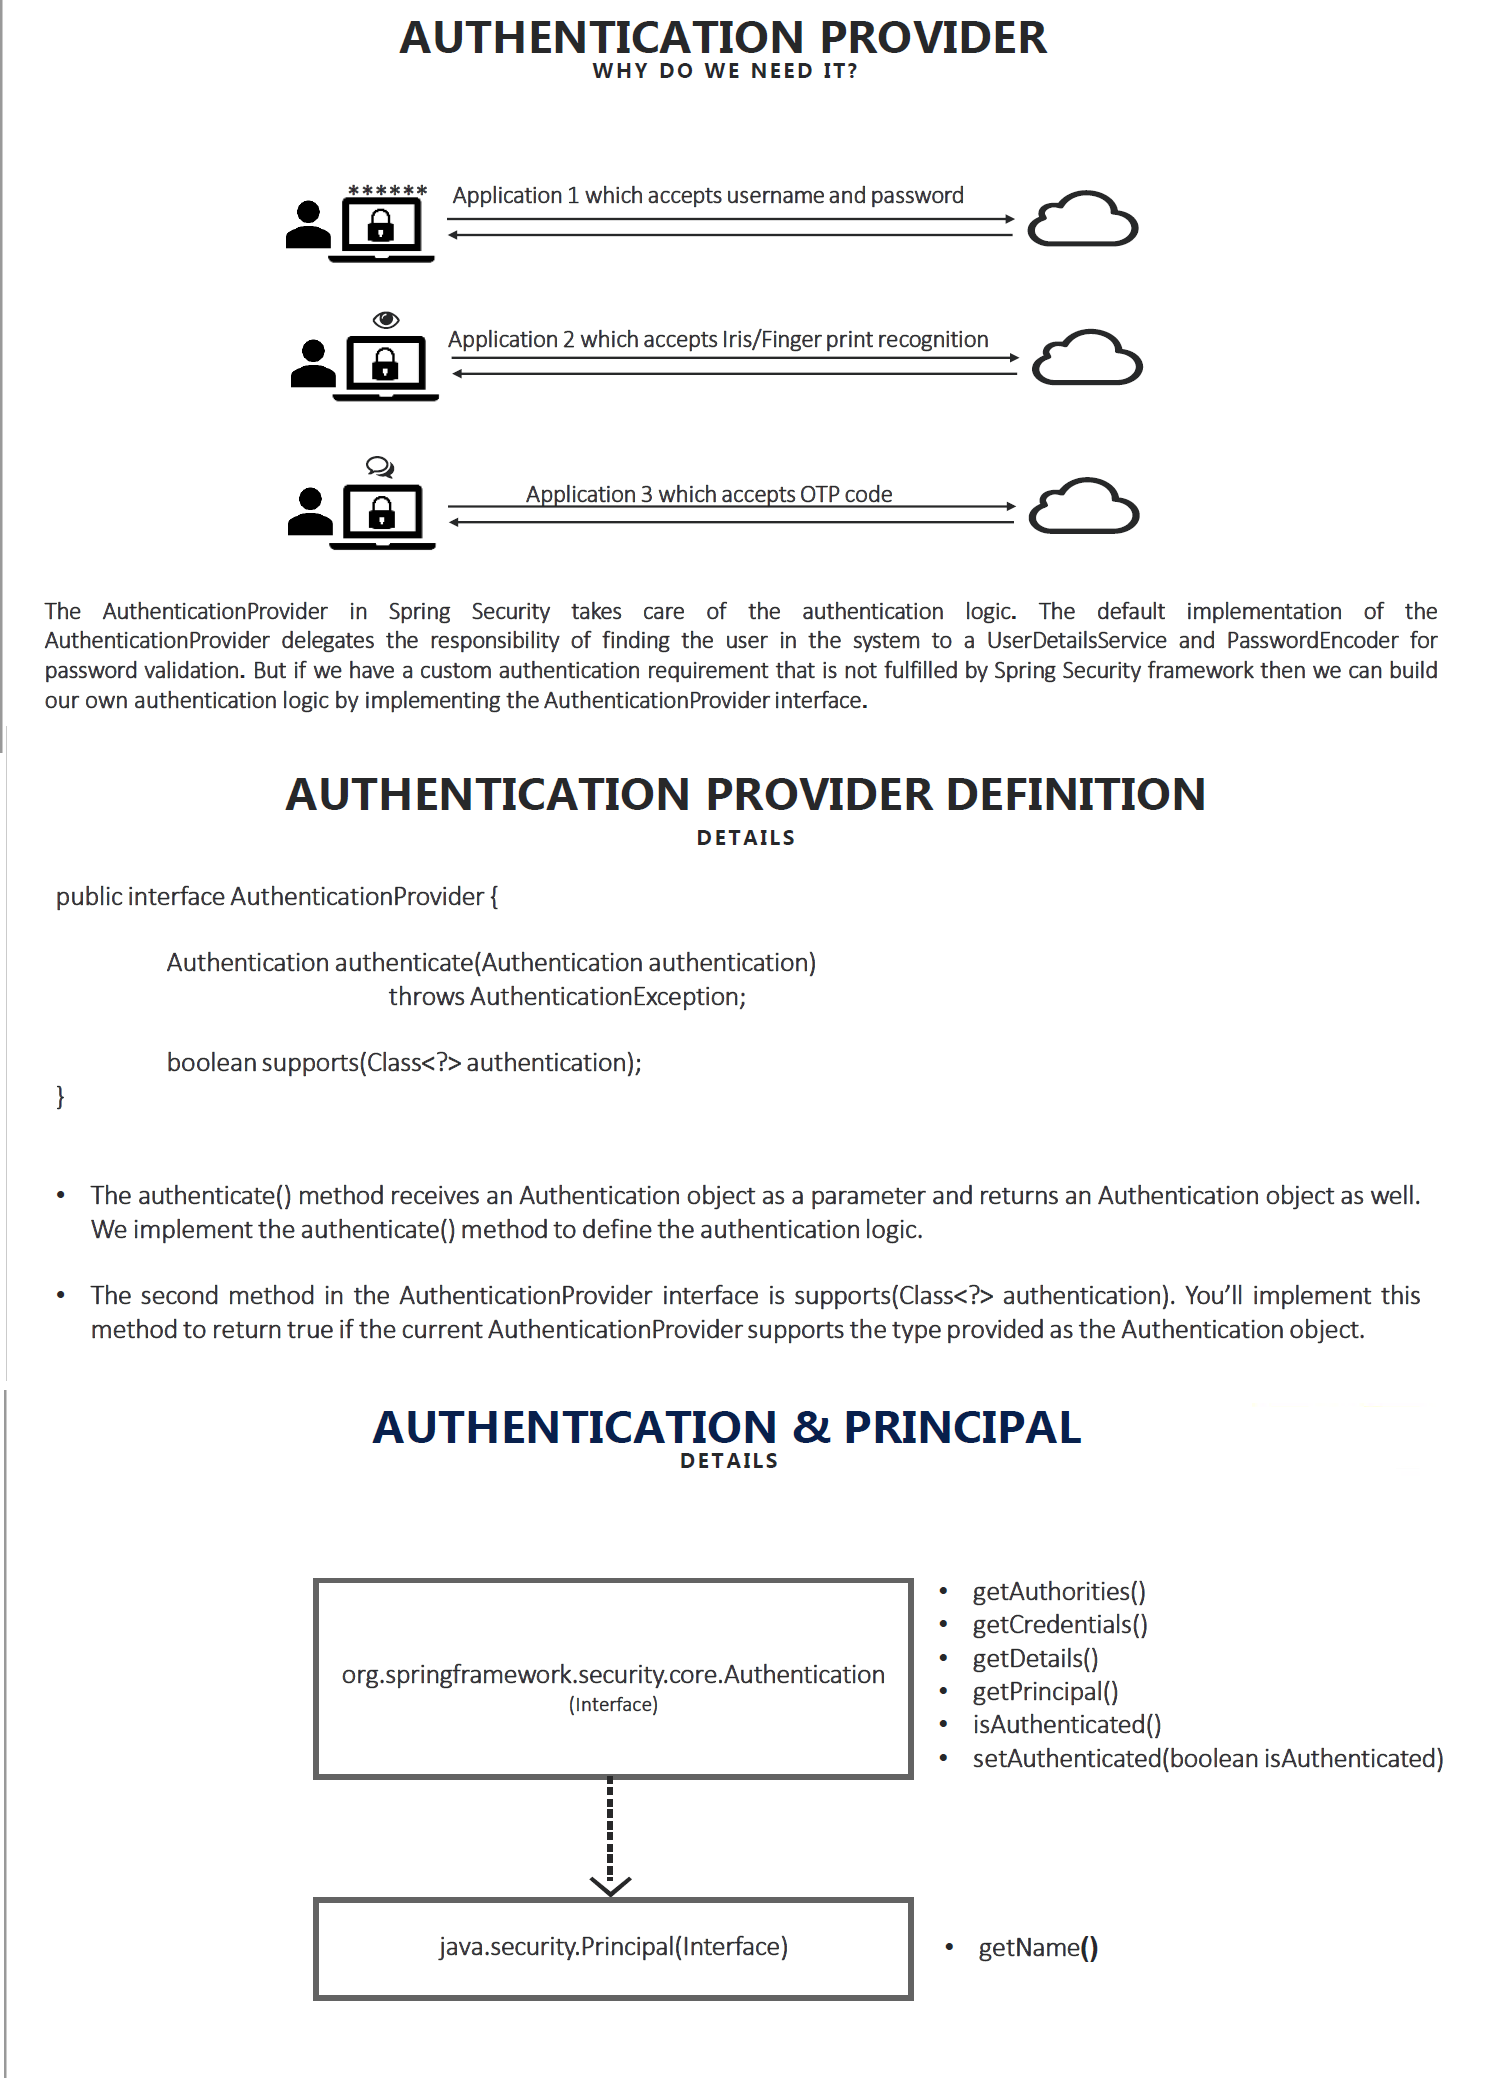 AUTHENTICATION PROVIDER
WHY DO WE NEED IT?
******
Application 1 which accepts username and password
Application 2 which accepts Iris/Finger print recognition
Application 3 which accepts OTP code
The AuthenticationProvider in Spring Security takes care of the authentication logic. The default implementation of the
AuthenticationProvider delegates the responsibility of finding the user in the system to a UserDetailsService and PasswordEncoder for
password validation. But if we have a custom authentication requirement that is not fulfilled by Spring Security framework then we can build
our own authentication logic by implementing the AuthenticationProvider interface.
AUTHENTICATION PROVIDER DEFINITION
DETAILS
public interface AuthenticationProvider {
Authentication authenticate(Authentication authentication)
throws AuthenticationException;
boolean supports(Class<?> authentication);
}
• The authenticate() method receives an Authentication object as a parameter and returns an Authentication object as well.
We implement the authenticate() method to define the authentication logic.
• The second method in the AuthenticationProvider interface is supports(Class<?> authentication). You’ll implement this
method to return true if the current AuthenticationProvider supports the type provided as the Authentication object.
AUTHENTICATION & PRINCIPAL
DETAILS
org.springframework.security.core.Authentication
(Interface)
• getAuthorities()
• getCredentials()
• getDetails()
• getPrincipal()
• isAuthenticated()
• setAuthenticated(boolean isAuthenticated)
java.security.Principal(Interface)
• getName()